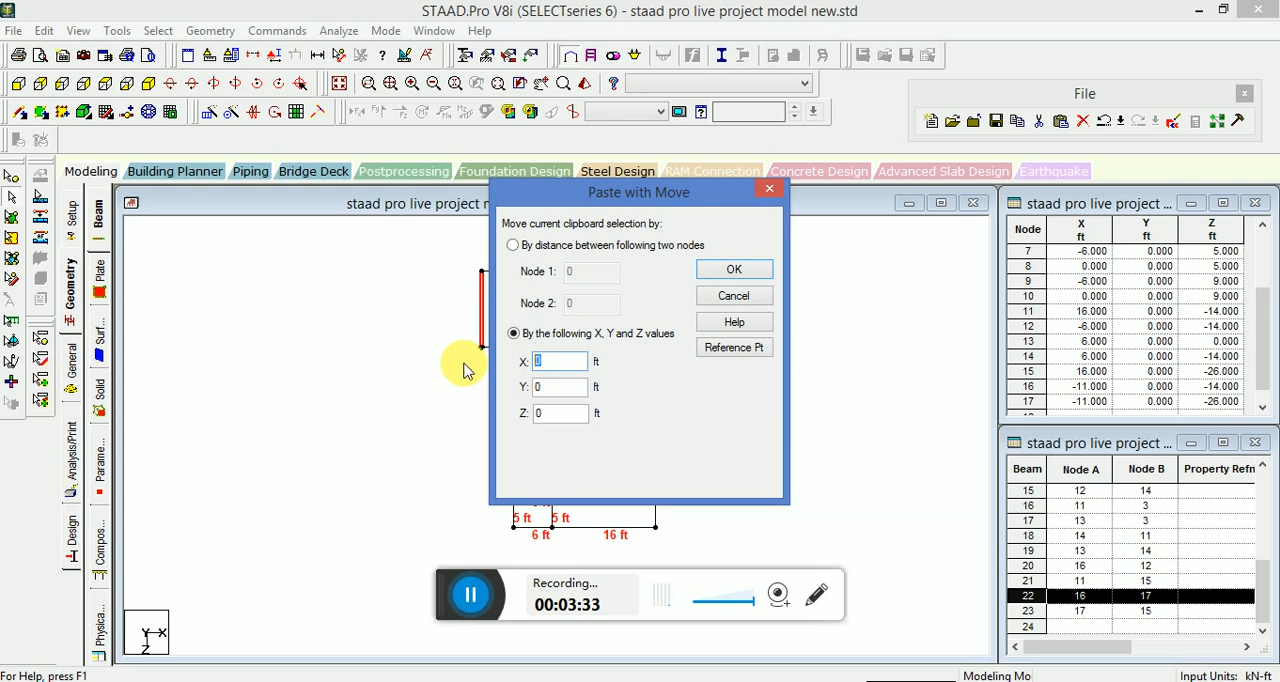 STAAD.Pro V8i (SELECTseries 6) - staad pro live project model new.std
File Edit View Tools Select Geometry Commands Analyze Mode Window Help
File
Modeling Building Planner Piping Bridge Deck Postprocessing Foundation Design Steel Design RAM Connection Concrete Design Advanced Slab Design Earthquake
Setup
Geometry
General
Analysis/Print
Design
Beam
Plate
Surf...
Solid
Parame...
Compos...
Physica...
staad pro live project
5 ft 5 ft
6 ft 16 ft
Y X
Z
Paste with Move
Move current clipboard selection by:
By distance between following two nodes
Node 1: 0
Node 2: 0
By the following X, Y and Z values
X: 0 ft
Y: 0 ft
Z: 0 ft
OK
Cancel
Help
Reference Pt
Recording...
00:03:33
staad pro live project ...
Node X ft Y ft Z ft
7 -6.000 0.000 5.000
8 0.000 0.000 5.000
9 -6.000 0.000 9.000
10 0.000 0.000 9.000
11 16.000 0.000 -14.000
12 -6.000 0.000 -14.000
13 6.000 0.000 0.000
14 6.000 0.000 -14.000
15 16.000 0.000 -26.000
16 -11.000 0.000 -14.000
17 -11.000 0.000 -26.000
staad pro live project ...
Beam Node A Node B Property Refn
15 12 14
16 11 3
17 13 3
18 14 11
19 13 14
20 16 12
21 11 15
22 16 17
23 17 15
24
For Help, press F1
Modeling Mo
Input Units: kN-ft